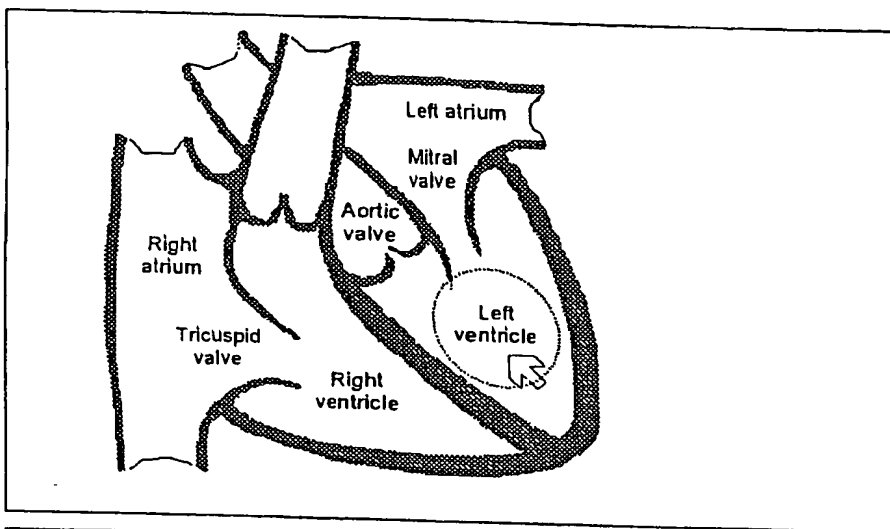 Left atrium
Mitral
valve
Aortic
valve
Right
atrium
Left
ventricle
Tricuspid
valve
Right
ventricle